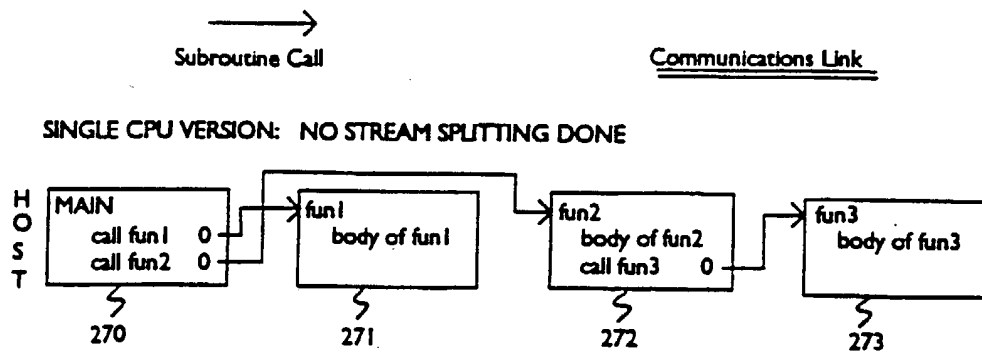 Subroutine Call
Communications Link
SINGLE CPU VERSION: NO STREAM SPLITTING DONE
HOST
MAIN
call fun1 0
call fun2 0
fun1
body of fun1
fun2
body of fun2
call fun3 0
fun3
body of fun3
270
271
272
273